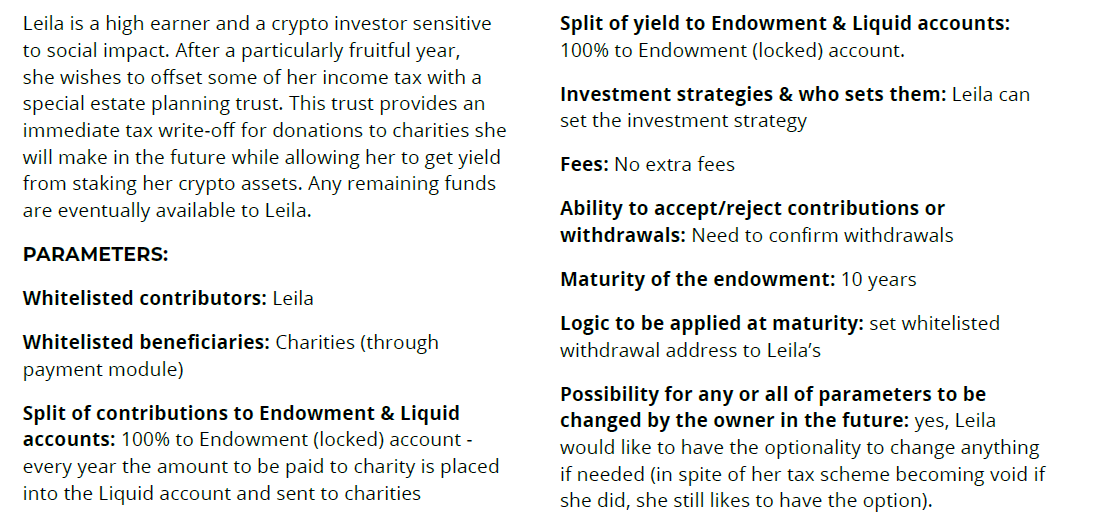 Leila is a high earner and a crypto investor sensitive
to social impact. After a particularly fruitful year,
she wishes to offset some of her income tax with a
special estate planning trust. This trust provides an
immediate tax write-off for donations to charities she
will make in the future while allowing her to get yield
from staking her crypto assets. Any remaining funds
are eventually available to Leila.
PARAMETERS:
Whitelisted contributors: Leila
Whitelisted beneficiaries: Charities (through
payment module)
Split of contributions to Endowment & Liquid
accounts: 100% to Endowment (locked) account -
every year the amount to be paid to charity is placed
into the Liquid account and sent to charities
Split of yield to Endowment & Liquid accounts:
100% to Endowment (locked) account.
Investment strategies & who sets them: Leila can
set the investment strategy
Fees: No extra fees
Ability to accept/reject contributions or
withdrawals: Need to confirm withdrawals
Maturity of the endowment: 10 years
Logic to be applied at maturity: set whitelisted
withdrawal address to Leila’s
Possibility for any or all of parameters to be
changed by the owner in the future: yes, Leila
would like to have the optionality to change anything
if needed (in spite of her tax scheme becoming void if
she did, she still likes to have the option).